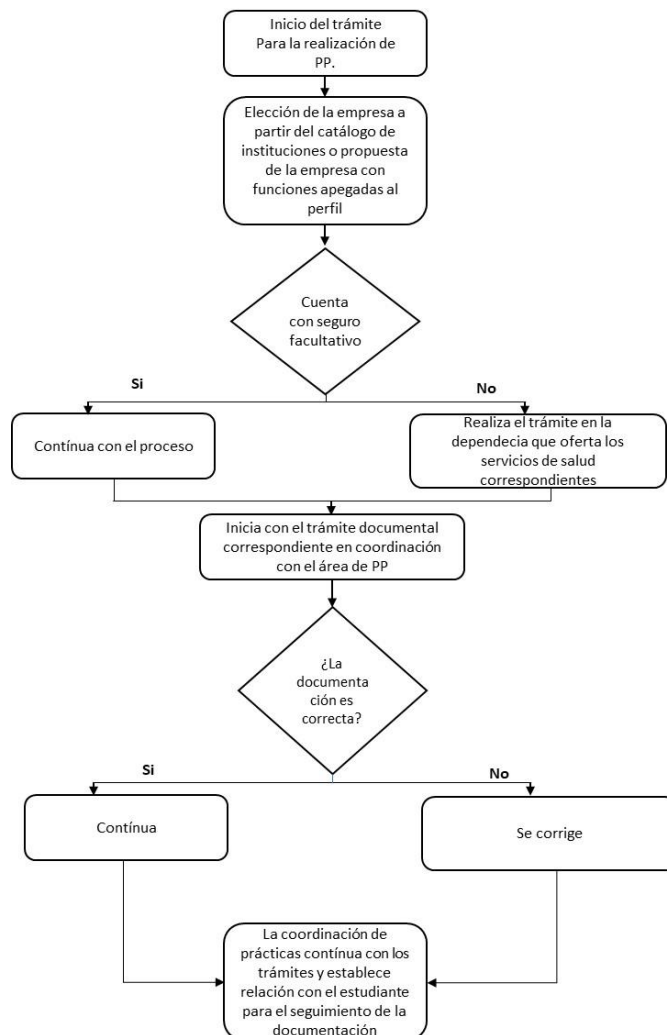 Inicio del trámite
Para la realización de
PP.
Elección de la empresa a
partir del catálogo de
instituciones o propuesta
de la empresa con
funciones apegadas al
perfil
Cuenta
con seguro
facultativo
Si
No
Contínua con el proceso
Realiza el trámite en la
dependecia que oferta los
servicios de salud
correspondientes
Inicia con el trámite documental
correspondiente en coordinación
con el área de PP
¿La
documenta
ción es
correcta?
Si
No
Contínua
Se corrige
La coordinación de
prácticas contínua con los
trámites y establece
relación con el estudiante
para el seguimiento de la
documentación